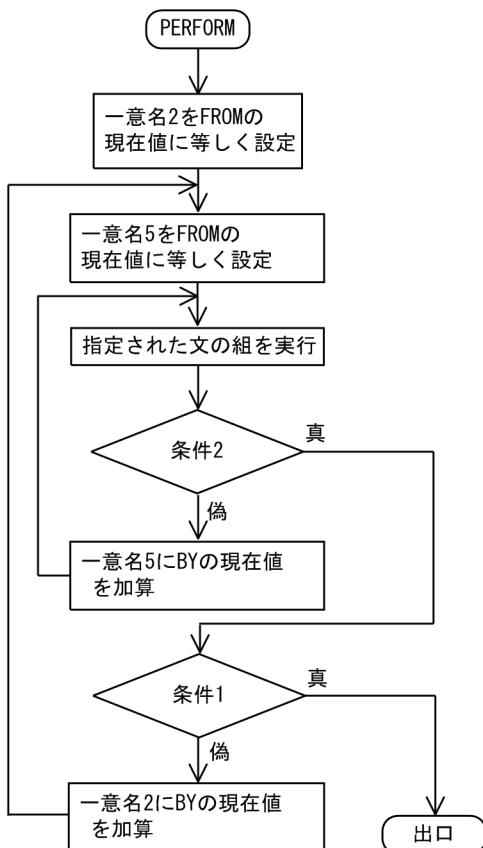 PERFORM
一意名2をFROMの
現在値に等しく設定
一意名5をFROMの
現在値に等しく設定
指定された文の組を実行
条件2
真
偽
一意名5にBYの現在値
を加算
条件1
真
偽
一意名2にBYの現在値
を加算
出口